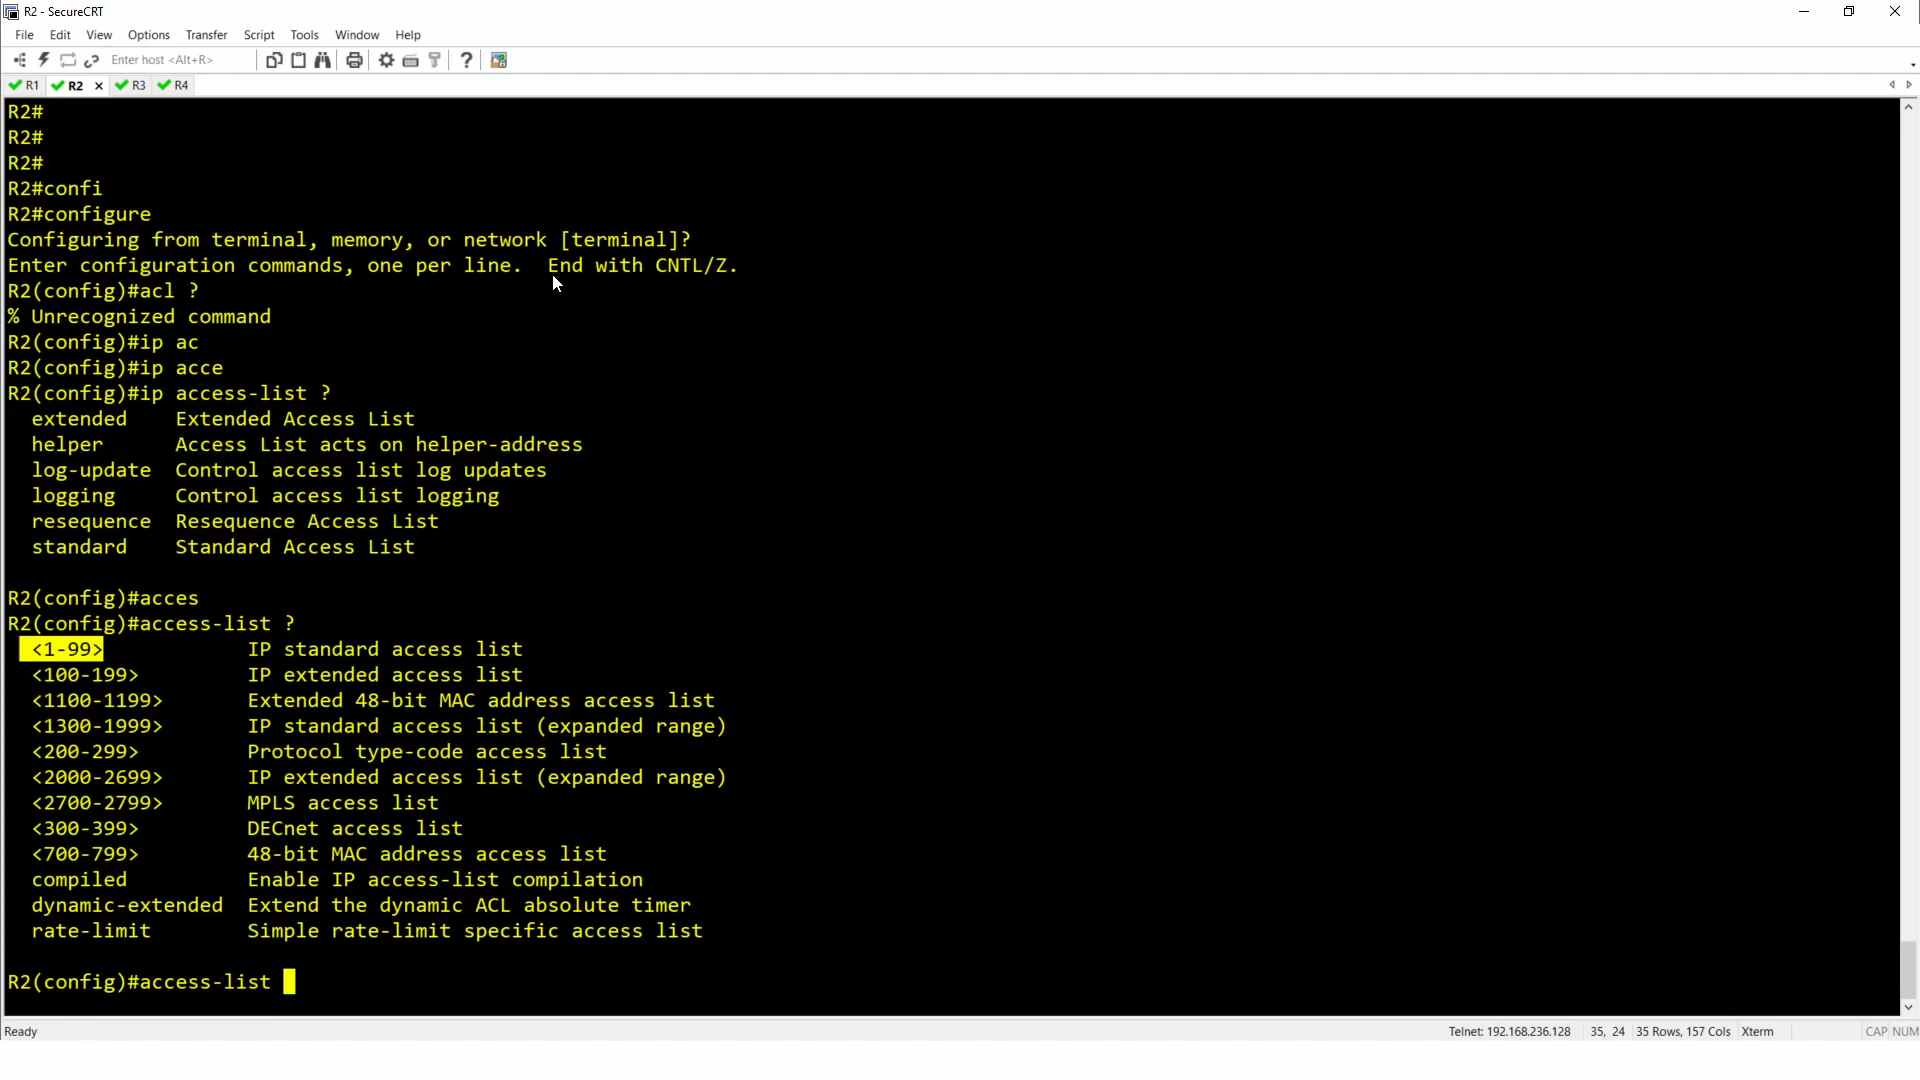 R2 - SecureCRT
File Edit View Options Transfer Script Tools Window Help
Enter host <Alt+R>
R1 R2 R3 R4
R2#
R2#
R2#
R2#confi
R2#configure
Configuring from terminal, memory, or network [terminal]?
Enter configuration commands, one per line.  End with CNTL/Z.
R2(config)#acl ?
% Unrecognized command
R2(config)#ip ac
R2(config)#ip acce
R2(config)#ip access-list ?
  extended    Extended Access List
  helper      Access List acts on helper-address
  log-update  Control access list log updates
  logging     Control access list logging
  resequence  Resequence Access List
  standard    Standard Access List
R2(config)#acces
R2(config)#access-list ?
  <1-99>            IP standard access list
  <100-199>         IP extended access list
  <1100-1199>       Extended 48-bit MAC address access list
  <1300-1999>       IP standard access list (expanded range)
  <200-299>         Protocol type-code access list
  <2000-2699>       IP extended access list (expanded range)
  <2700-2799>       MPLS access list
  <300-399>         DECnet access list
  <700-799>         48-bit MAC address access list
  compiled          Enable IP access-list compilation
  dynamic-extended  Extend the dynamic ACL absolute timer
  rate-limit        Simple rate-limit specific access list
R2(config)#access-list
Ready Telnet: 192.168.236.128 35, 24 35 Rows, 157 Cols Xterm CAP NUM